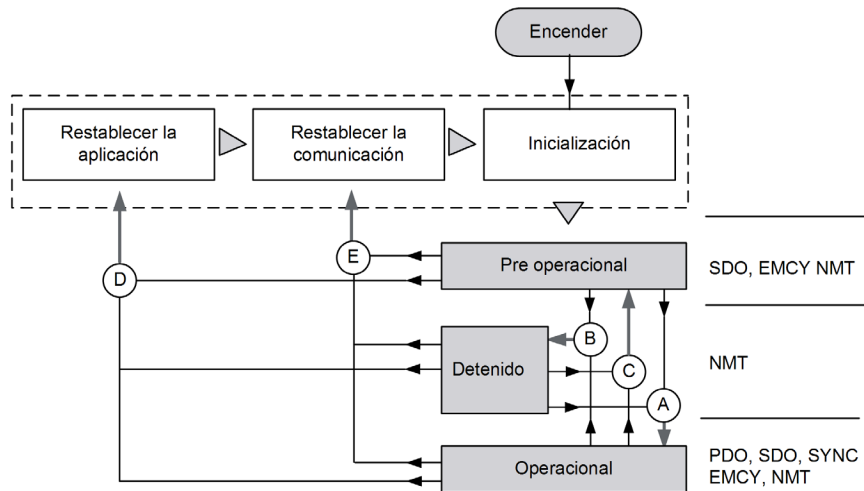 Encender
Restablecer la
aplicación
Restablecer la
comunicación
Inicialización
Pre operacional
SDO, EMCY NMT
E
D
B
Detenido
C
NMT
A
Operacional
PDO, SDO, SYNC
EMCY, NMT